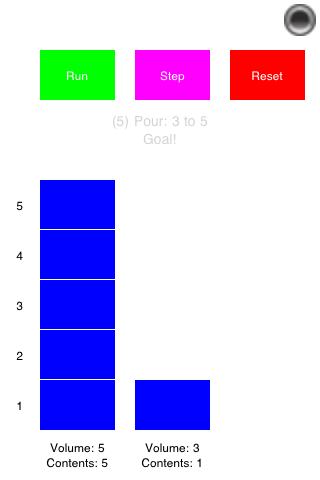 Run
Step
Reset
(5) Pour: 3 to 5
Goal!
5
4
3
2
1
Volume: 5
Contents: 5
Volume: 3
Contents: 1